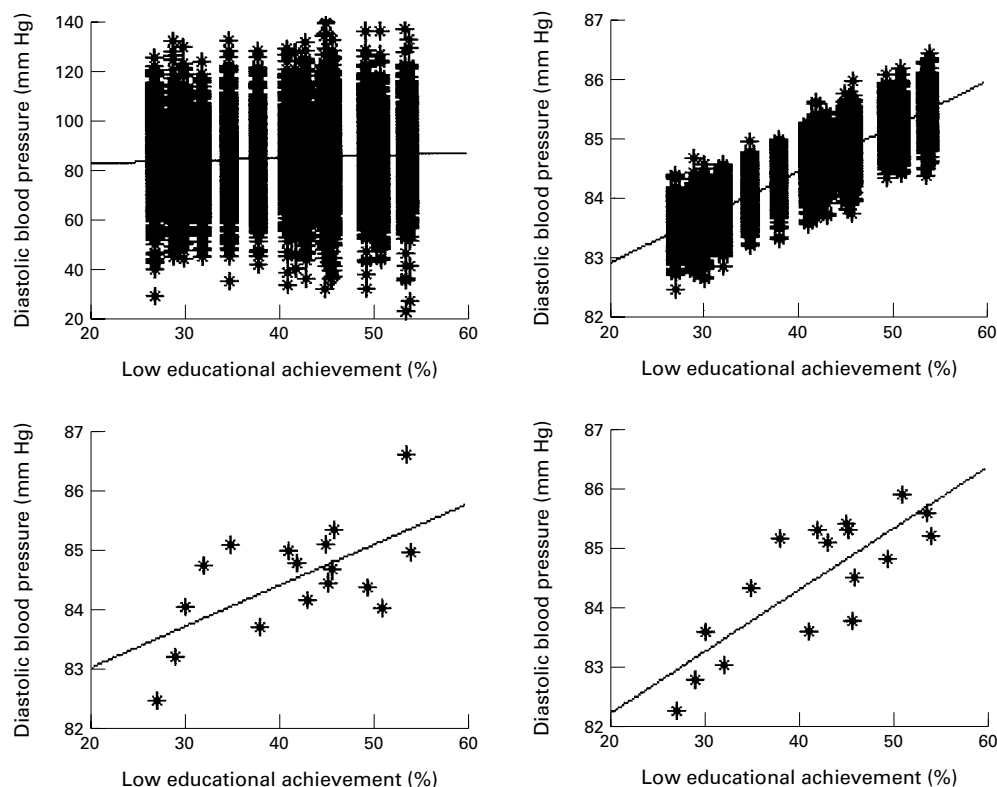 Diastolic blood pressure (mm Hg)
140
120
100
80
60
40
20
20 30 40 50 60
Low educational achievement (%)
Diastolic blood pressure (mm Hg)
87
86
85
84
83
82
20 30 40 50 60
Low educational achievement (%)
Diastolic blood pressure (mm Hg)
87
86
85
84
83
82
20 30 40 50 60
Low educational achievement (%)
Diastolic blood pressure (mm Hg)
87
86
85
84
83
82
20 30 40 50 60
Low educational achievement (%)